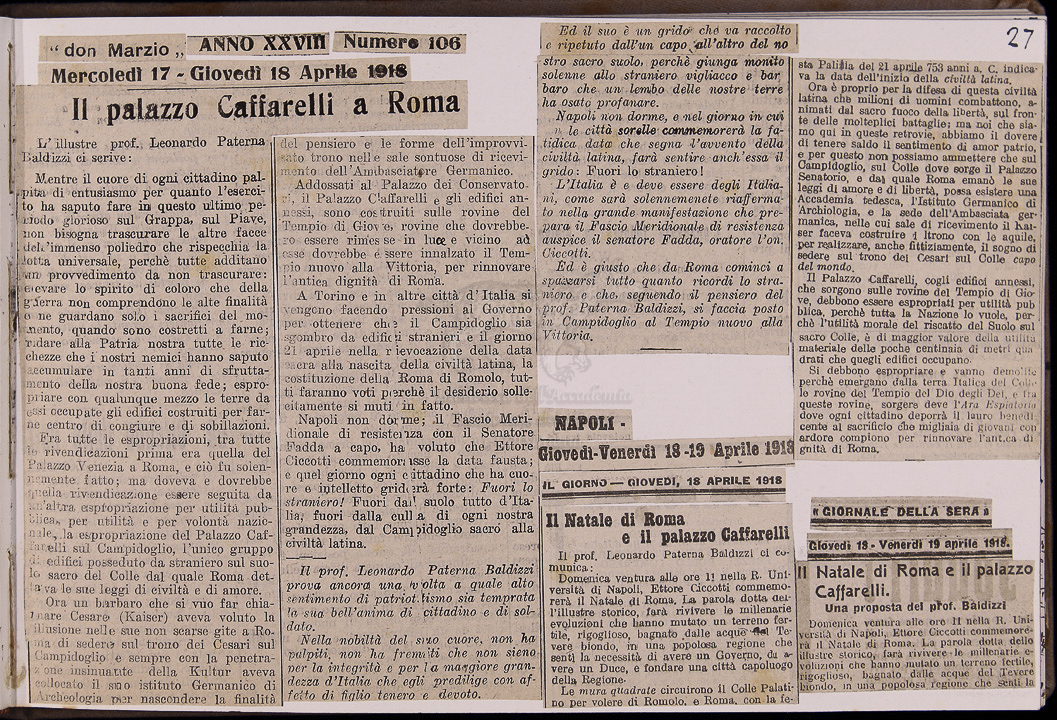 27
"don Marzio„ ANNO XXVIII Numero 106
Mercoledì 17 - Giovedì 18 Aprile 1918
Il palazzo Caffarelli a Roma
L'illustre prof. Leonardo Paterna
Baldizzi ci scrive:
Mentre il cuore di ogni cittadino pal-
pita di entusiasmo per quanto l'eserci-
to ha saputo fare in questo ultimo pe-
riodo glorioso sul Grappa, sul Piave,
non bisogna trascurare le altre facce
dell'immenso poliedro che rispecchia la
lotta universale, perchè tutte additano
un provvedimento da non trascurare:
elevare lo spirito di coloro che della
guerra non comprendono le alte finalità
e ne guardano solo i sacrifici del mo-
mento, quando sono costretti a farne;
ridare alla Patria nostra tutte le ric-
chezze che i nostri nemici hanno saputo
accumulare in tanti anni di sfrutta-
mento della nostra buona fede; espro-
priare con qualunque mezzo le terre da
essi occupate gli edifici costruiti per far-
ne centro di congiure e di sobillazioni.
Fra tutte le espropriazioni, tra tutte
le rivendicazioni prima era quella del
Palazzo Venezia a Roma, e ciò fu solen-
nemente fatto; ma doveva e dovrebbe
quella rivendicazione essere seguita da
un'altra espropriazione per utilità pub-
blica, per utilità e per volontà nazio-
nale, la espropriazione del Palazzo Caf-
farelli sul Campidoglio, l'unico gruppo
di edifici posseduto da straniero sul suo-
lo sacro del Colle dal quale Roma det-
tava le sue leggi di civiltà e di amore.
Ora un barbaro che si vuo far chia-
mare Cesare (Kaiser) aveva voluto la
illusione nelle sue non scarse gite a Ro-
ma di sedere sul trono dei Cesari sul
Campidoglio e sempre con la penetra-
zione insinuante della Kultur aveva
collocato il suo istituto Germanico di
Archeologia per nascondere la finalità
del pensiero e le forme dell'improvvi-
sato trono nelle sale sontuose di ricevi-
mento dell'Ambasciatore Germanico.
Addossati al Palazzo dei Conservato-
ri, il Palazzo Caffarelli e gli edifici an-
nessi, sono costruiti sulle rovine del
Tempio di Giove, rovine che dovrebbe-
ro essere rimesse in luce e vicino ad
esse dovrebbe essere innalzato il Tem-
pio nuovo alla Vittoria, per rinnovare
l'antica dignità di Roma.
A Torino e in altre città d'Italia si
vengono facendo pressioni al Governo
per ottenere che il Campidoglio sia
sgombro da edifici stranieri e il giorno
21 aprile nella rievocazione della data
sacra alla nascita della civiltà latina, la
costituzione della Roma di Romolo, tut-
ti faranno voti perchè il desiderio solle-
citamente si muti in fatto.
Napoli non dorme; il Fascio Meri-
dionale di resistenza con il Senatore
Fadda a capo, ha voluto che Ettore
Ciccotti commemorasse la data fausta;
e quel giorno ogni cittadino che ha cuo-
re e intelletto griderà forte: Fuori lo
straniero! Fuori dal suolo tutto d'Ita-
lia, fuori dalla culla di ogni nostra
grandezza, dal Campidoglio sacro alla
civiltà latina.
Il prof. Leonardo Paterna Baldizzi
prova ancora una volta a quale alto
sentimento di patriottismo sia temprata
la sua bell'anima di cittadino e di sol-
dato.
Nella nobiltà del suo cuore, non ha
palpiti, non ha fremiti che non sieno
per la integrità e per la maggiore gran-
dezza d'Italia che egli predilige con af-
fetto di figlio tenero e devoto.
Ed il suo è un grido che va raccolto
e ripetuto dall'un capo all'altro del no
stro sacro suolo, perchè giunga monito
solenne allo straniero vigliacco e bar
baro che un lembo delle nostre terre
ha osato profanare.
Napoli non dorme, e nel giorno in cui
le città sorelle commemorerà la fa-
tidica data che segna l'avvento della
civiltà latina, farà sentire anch'essa il
grido: Fuori lo straniero!
L'Italia è e deve essere degl'Italia-
ni, come sarà solennemenete riafferma-
to nella grande manifestazione che pre-
para il Fascio Meridionale di resistenza
auspice il senatore Fadda, oratore l'on.
Ciccotti.
Ed è giusto che da Roma cominci a
spazzarsi tutto quanto ricordi lo stra-
niero e che, seguendo il pensiero del
prof. Paterna Baldizzi, si faccia posto
in Campidoglio al Tempio nuovo alla
Vittoria.
NAPOLI -
Giovedì-Venerdì 18-19 Aprile 1918
IL GIORNO — GIOVEDI, 18 APRILE 1918
Il Natale di Roma
e il palazzo Caffarelli
Il prof. Leonardo Paterna Baldizzi ci co-
munica:
Domenica ventura alle ore 11 nella R. Uni-
versità di Napoli, Ettore Ciccotti commemo-
rerà il Natale di Roma. La parola dotta del-
l'illustre storico, farà rivivere le millenarie
evoluzioni che hanno mutato un terreno fer-
tile, rigoglioso, bagnato dalle acque del Te-
vere biondo, in una popolosa regione che
sentì la necessità di avere un Governo, di a-
vere un Duce, e fondare una città capoluogo
della Regione.
Le mura quadrate circuirono il Colle Palati-
no per volere di Romolo, e Roma, con la fe-
sta Palilia del 21 aprile 753 anni a. C. indica-
va la data dell'inizio della civiltà latina.
Ora è proprio per la difesa di questa civiltà
latina che milioni di uomini combattono, a-
nimati dal sacro fuoco della libertà, sul fron-
te delle molteplici battaglie; ma noi che sia-
mo qui in queste retrovie, abbiamo il dovere
di tenere saldo il sentimento di amor patrio,
e per questo non possiamo ammettere che sul
Campidoglio, sul Colle dove sorge il Palazzo
Senatorio, e dal quale Roma emanò le sue
leggi di amore e di libertà, possa esistere una
Accademia tedesca, l'Istituto Germanico di
Archiologia, e la sede dell'Ambasciata ger-
manica, nelle cui sale di ricevimento il Kai-
ser faceva costruire il trono con le aquile,
per realizzare, anche fittiziamente, il sogno di
sedere sul trono dei Cesari sul Colle capo
del mondo.
Il Palazzo Caffarelli, cogli edifici annessi,
che sorgono sulle rovine del Tempio di Gio-
ve, debbono essere espropriati per utilità pub
blica, perchè tutta la Nazione lo vuole, per-
chè l'utilità morale del riscatto del Suolo sul
sacro Colle, è di maggior valore della utilità
materiale delle poche centinaia di metri qua
drati che quegli edifici occupano.
Si debbono espropriare e vanno demolite
perchè emergano dalla terra Italica del Colle
le rovine del Tempio del Dio degli Dei, e tra
queste rovine, sorgere deve l'Ara Espiatoria
dove ogni cittadino deporrà il lauro benedi
cente al sacrificio che migliaia di giovani con
ardore compiono per rinnovare l'antica di-
gnità di Roma.
« GIORNALE DELLA SERA »
Giovedì 18 - Venerdì 19 aprile 1918.
Il Natale di Roma e il palazzo
Caffarelli.
Una proposta del prof. Baldizzi
Domenica ventura alle ore 11 nella R. Uni-
versità di Napoli, Ettore Ciccotti commemore-
rà il Natale di Roma. La parola dotta dello
illustre storico, farà rivivere le millenarie e-
voluzioni che hanno mutato un terreno fertile,
rigoglioso, bagnato dalle acque del Tevere
biondo, in una popolosa regione che sentì la